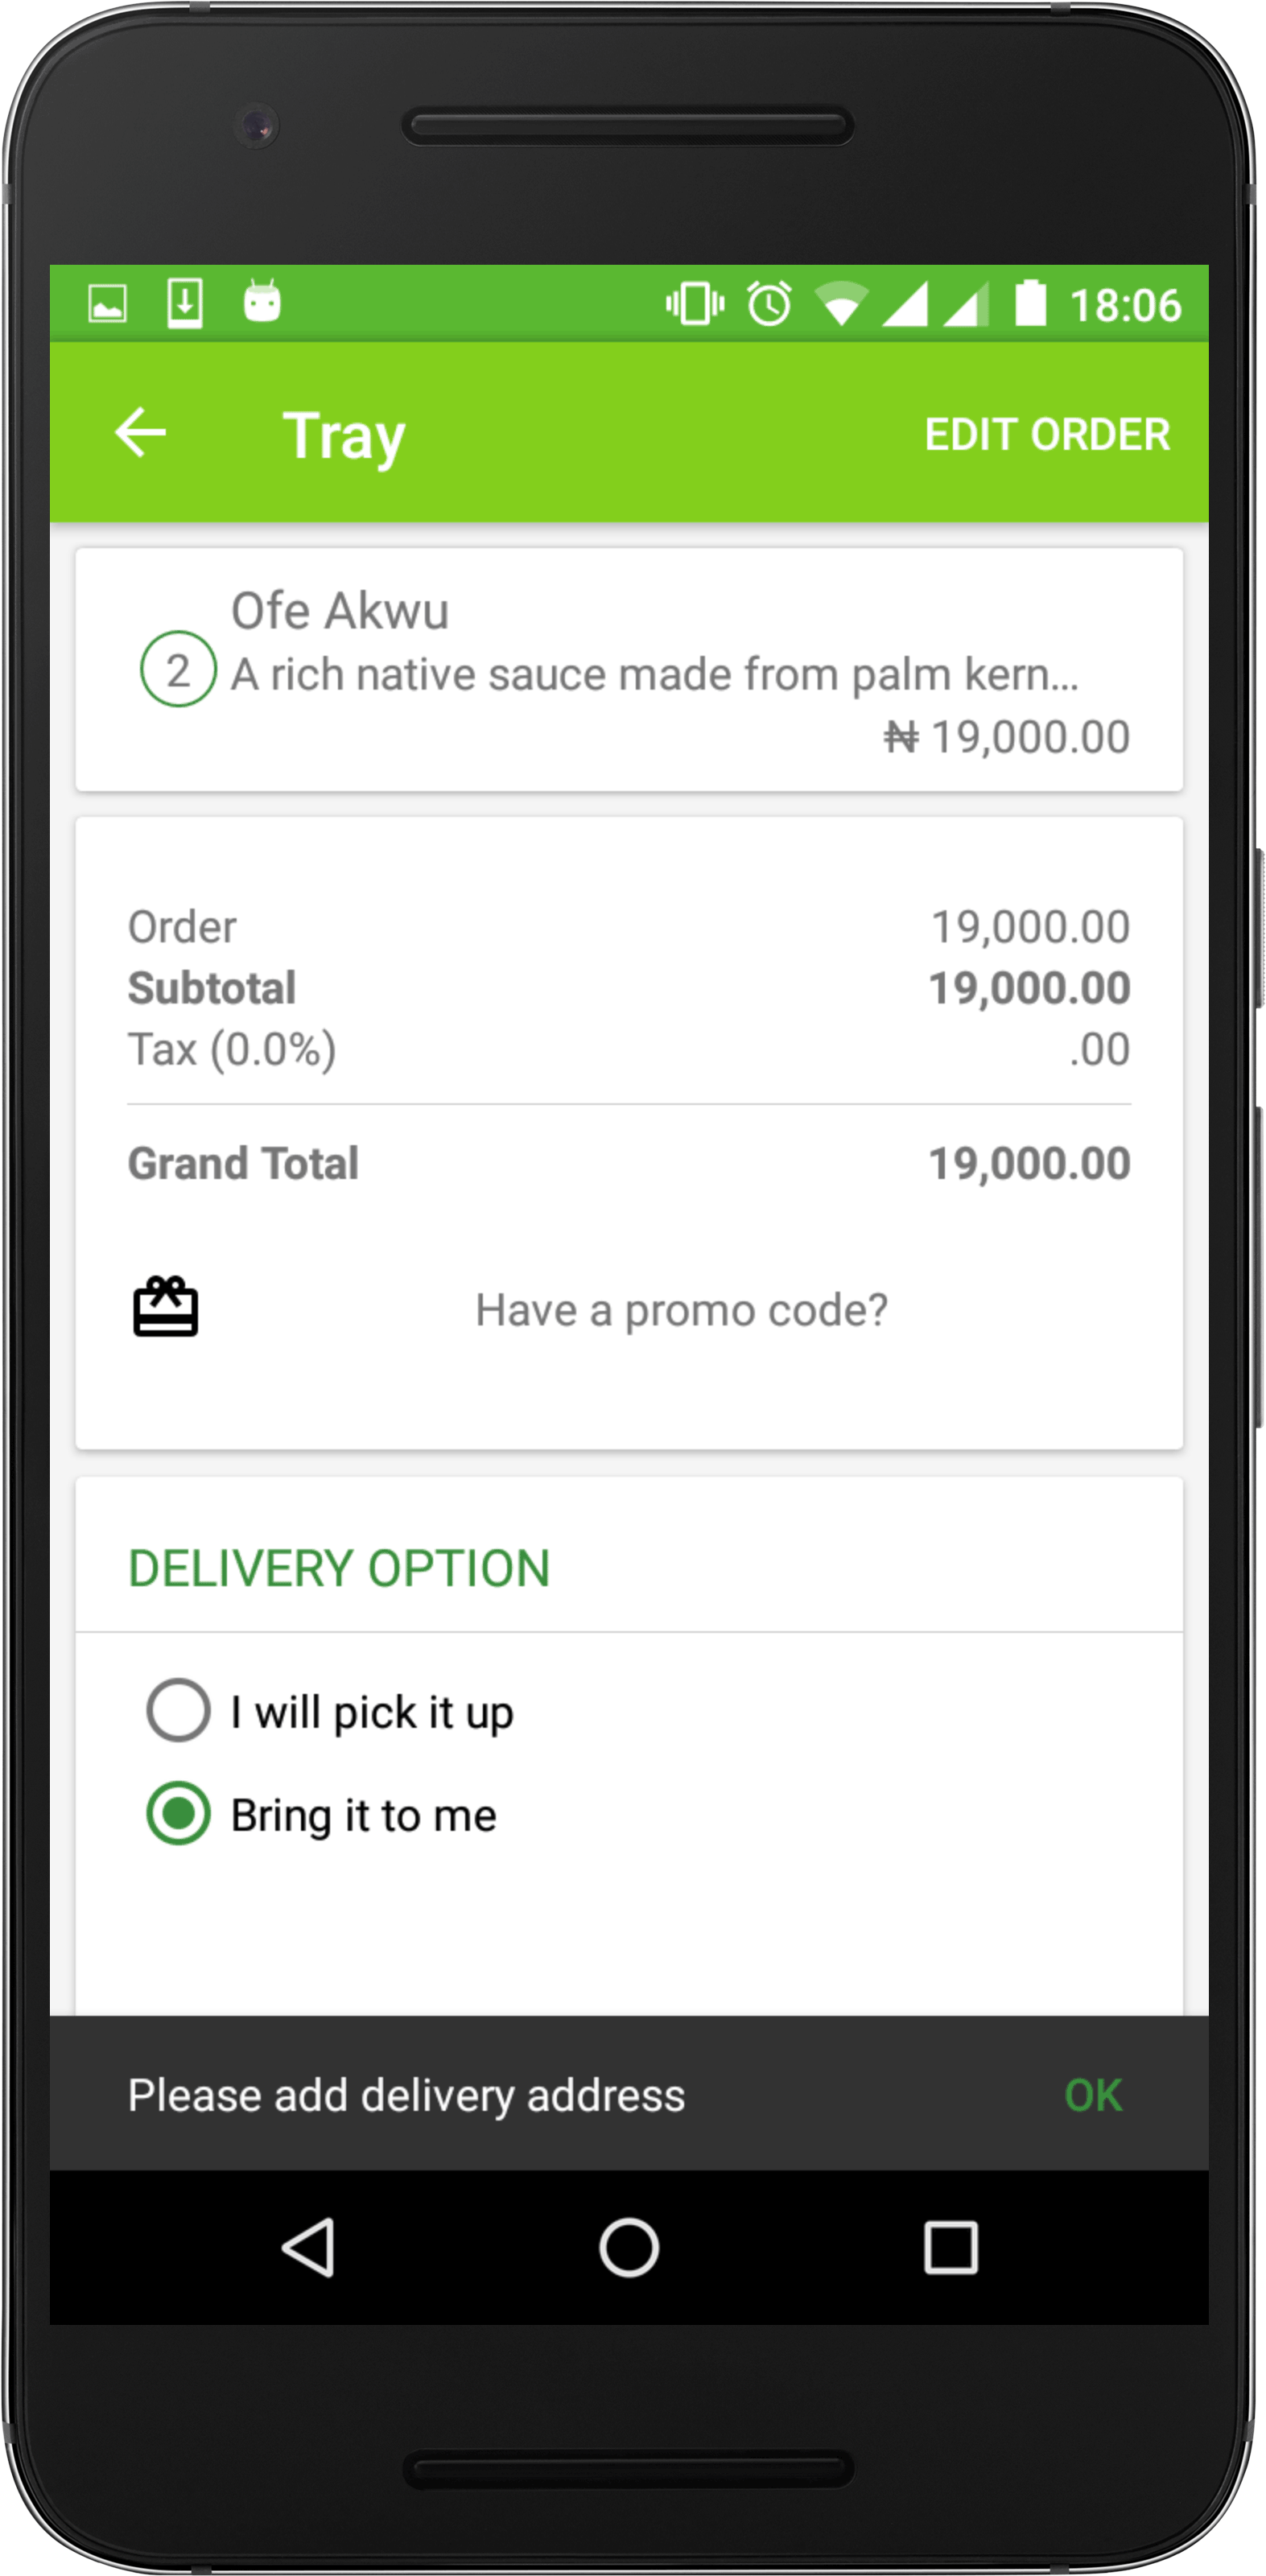 18:06
Tray EDIT ORDER
Ofe Akwu
2 A rich native sauce made from palm kern...
₦ 19,000.00
Order 19,000.00
Subtotal 19,000.00
Tax (0.0%) .00
Grand Total 19,000.00
Have a promo code?
DELIVERY OPTION
I will pick it up
Bring it to me
Please add delivery address OK